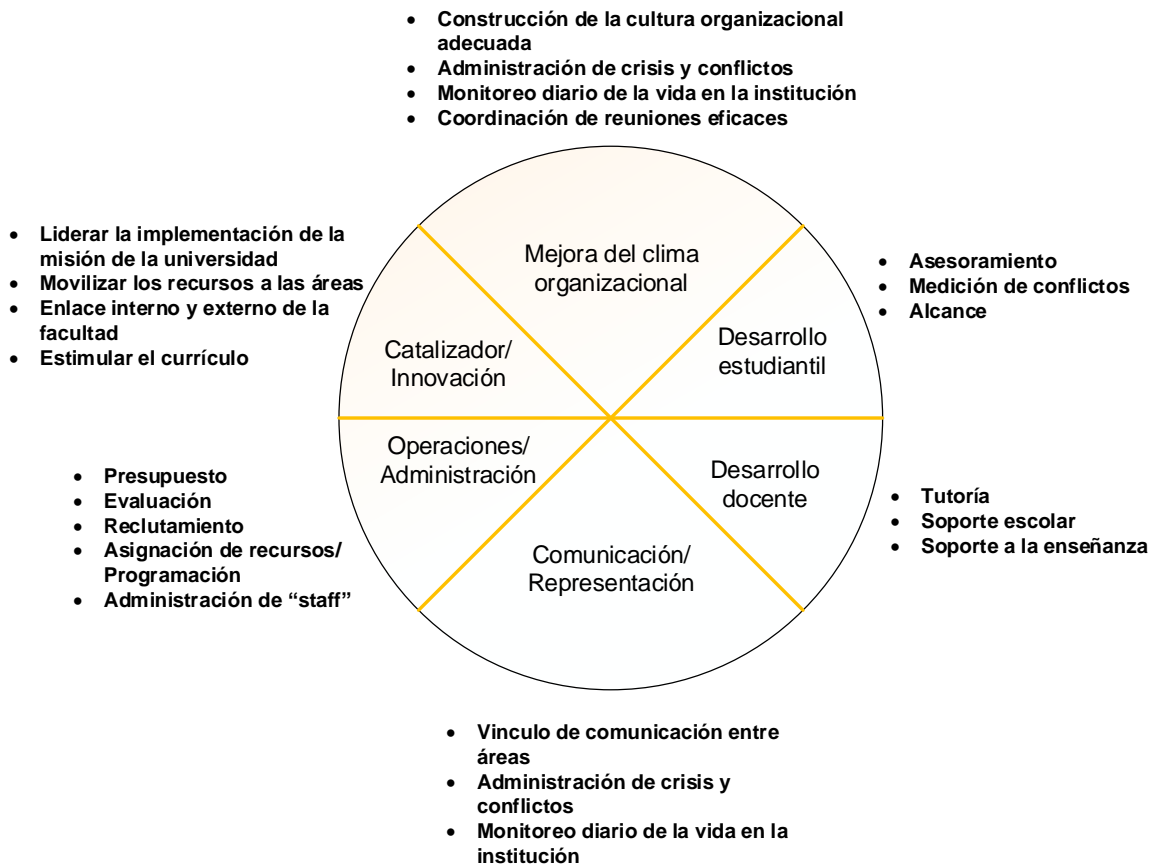 • Construcción de la cultura organizacional
adecuada
• Administración de crisis y conflictos
• Monitoreo diario de la vida en la institución
• Coordinación de reuniones eficaces
• Liderar la implementación de la
misión de la universidad
• Movilizar los recursos a las áreas
• Enlace interno y externo de la
facultad
• Estimular el currículo
Mejora del clima
organizacional
• Asesoramiento
• Medición de conflictos
• Alcance
Catalizador/
Innovación
Desarrollo
estudiantil
Operaciones/
Administración
Desarrollo
docente
• Presupuesto
• Evaluación
• Reclutamiento
• Asignación de recursos/
Programación
• Administración de “staff”
• Tutoría
• Soporte escolar
• Soporte a la enseñanza
Comunicación/
Representación
• Vinculo de comunicación entre
áreas
• Administración de crisis y
conflictos
• Monitoreo diario de la vida en la
institución